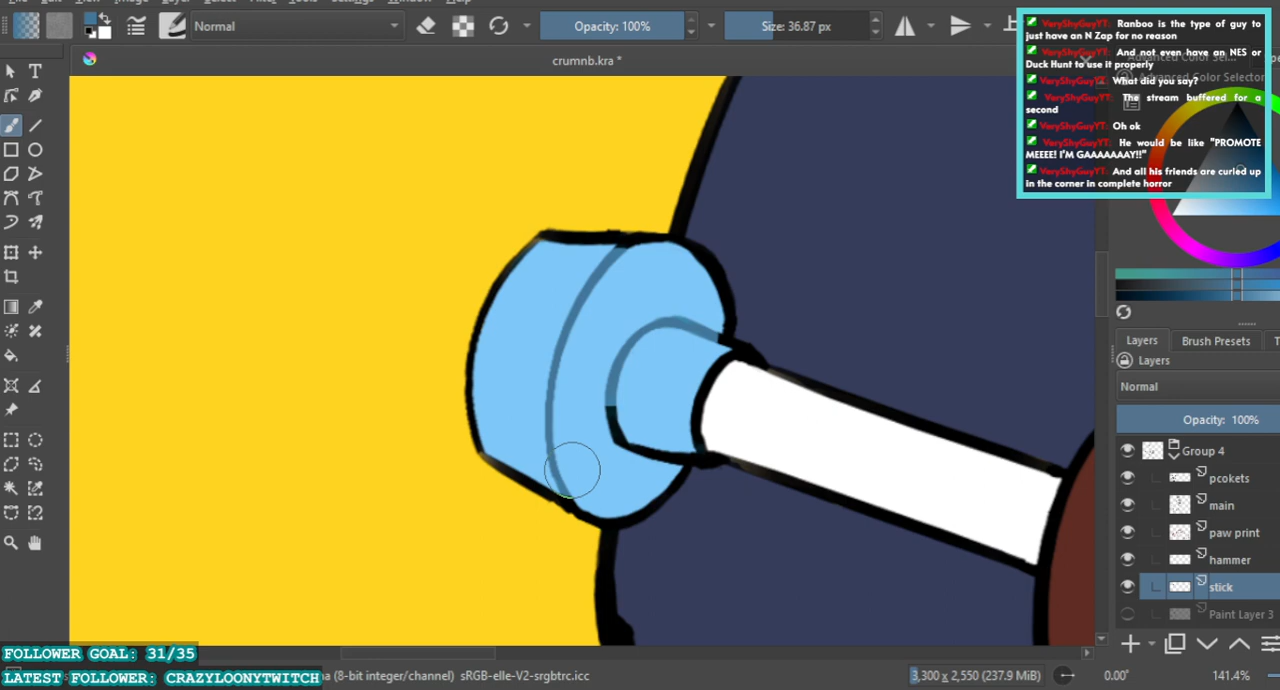 Normal
Opacity: 100%
Size: 36.87 px
crumnb.kra *
VeryShyGuyYT: Ranboo is the type of guy to
just have an N Zap for no reason
VeryShyGuyYT: And not even have an NES or
Duck Hunt to use it properly
VeryShyGuyYT: What did you say?
VeryShyGuyYT: The stream buffered for a
second
VeryShyGuyYT: Oh ok
VeryShyGuyYT: He would be like "PROMOTE
MEEEE! I'M GAAAAAAAY!!"
VeryShyGuyYT: And all his friends are curled up
in the corner in complete horror
Advanced Color Sel...
Advanced Color Selector
Layers
Brush Presets
Layers
Normal
Opacity: 100%
Group 4
pcokets
main
paw print
hammer
stick
Paint Layer 3
FOLLOWER GOAL: 31/35
LATEST FOLLOWER: CRAZYLOONYTWITCH
(8-bit integer/channel) sRGB-elle-V2-srgbtrc.icc
3,300 x 2,550 (237.9 MiB)
0.00°
141.4%